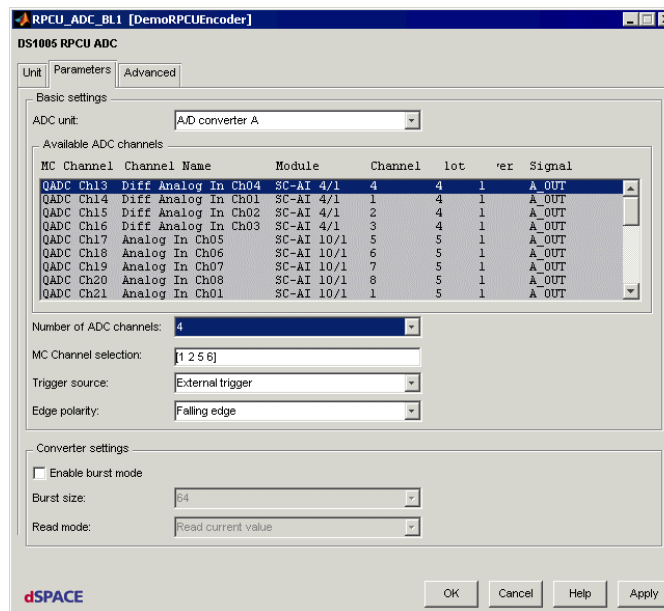 RPCU_ADC_BL1 [DemoRPCUEncoder]
DS1005 RPCU ADC
Unit Parameters Advanced
Basic settings
ADC unit: A/D converter A
Available ADC channels
MC Channel Channel Name Module Channel lot er Signal
QADC Ch13 Diff Analog In Ch04 SC-AI 4/1 4 4 1 A_OUT
QADC Ch14 Diff Analog In Ch01 SC-AI 4/1 1 4 1 A_OUT
QADC Ch15 Diff Analog In Ch02 SC-AI 4/1 2 4 1 A_OUT
QADC Ch16 Diff Analog In Ch03 SC-AI 4/1 3 4 1 A_OUT
QADC Ch17 Analog In Ch05 SC-AI 10/1 5 5 1 A_OUT
QADC Ch18 Analog In Ch06 SC-AI 10/1 6 5 1 A_OUT
QADC Ch19 Analog In Ch07 SC-AI 10/1 7 5 1 A_OUT
QADC Ch20 Analog In Ch08 SC-AI 10/1 8 5 1 A_OUT
QADC Ch21 Analog In Ch01 SC-AI 10/1 1 5 1 A_OUT
Number of ADC channels: 4
MC Channel selection: [1 2 5 6]
Trigger source: External trigger
Edge polarity: Falling edge
Converter settings
Enable burst mode
Burst size: 64
Read mode: Read current value
dSPACE OK Cancel Help Apply